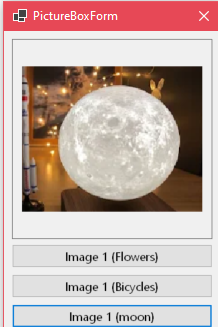 PictureBoxForm
Image 1 (Flowers)
Image 1 (Bicycles)
Image 1 (moon)